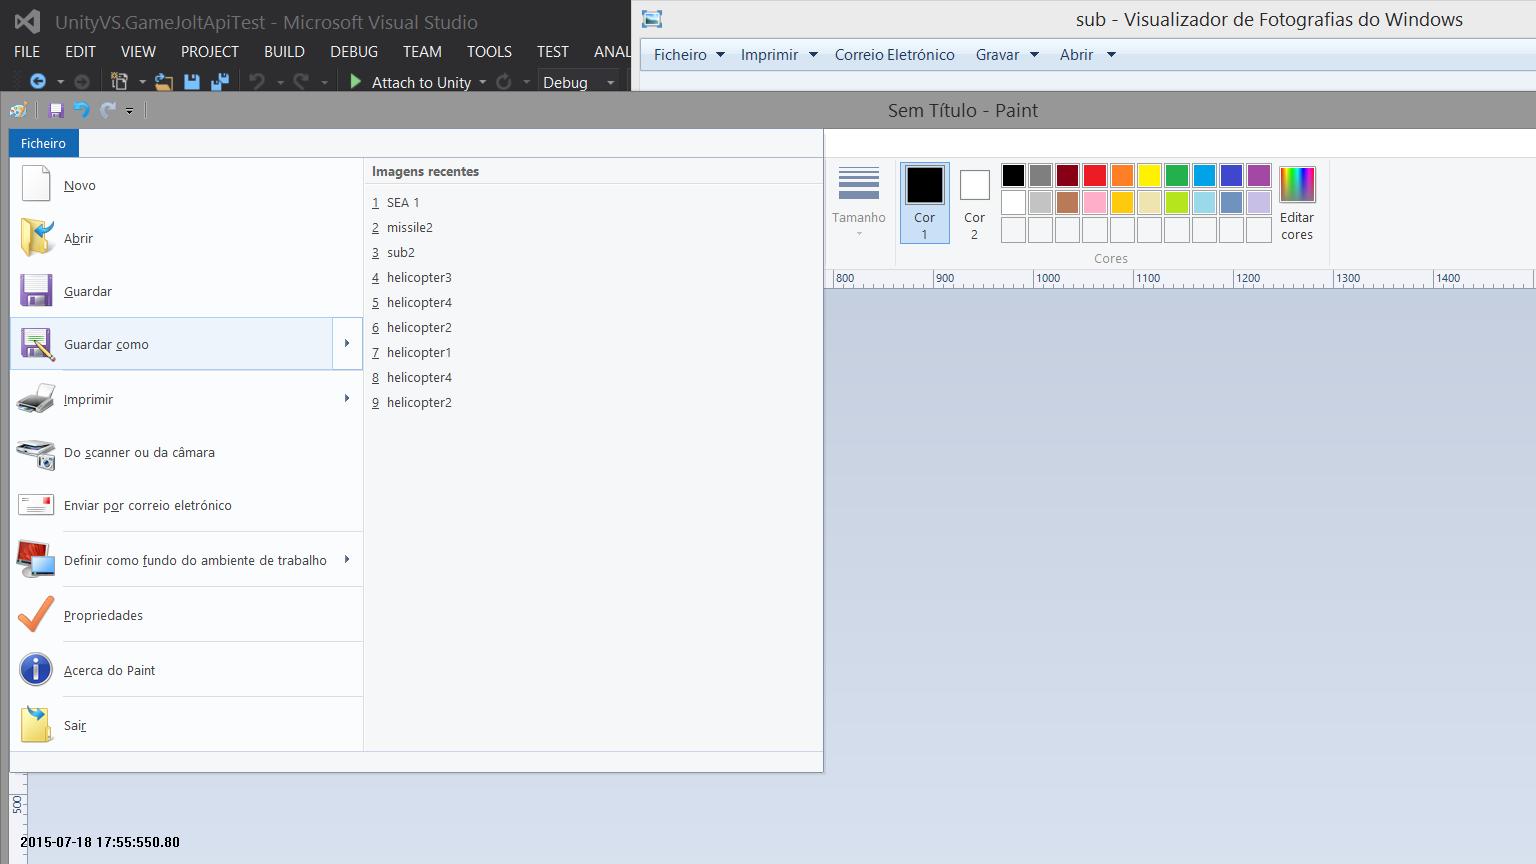 UnityVS.GameJoltApiTest - Microsoft Visual Studio
FILE EDIT VIEW PROJECT BUILD DEBUG TEAM TOOLS TEST ANAL
Attach to Unity Debug
sub - Visualizador de Fotografias do Windows
Ficheiro Imprimir Correio Eletrónico Gravar Abrir
Sem Título - Paint
Ficheiro
Novo
Abrir
Guardar
Guardar como
Imprimir
Do scanner ou da câmara
Enviar por correio eletrónico
Definir como fundo do ambiente de trabalho
Propriedades
Acerca do Paint
Sair
Imagens recentes
1 SEA 1
2 missile2
3 sub2
4 helicopter3
5 helicopter4
6 helicopter2
7 helicopter1
8 helicopter4
9 helicopter2
Tamanho
Cor
1
Cor
2
Editar
cores
Cores
800 900 1000 1100 1200 1300 1400
500
2015-07-18 17:55:550.80